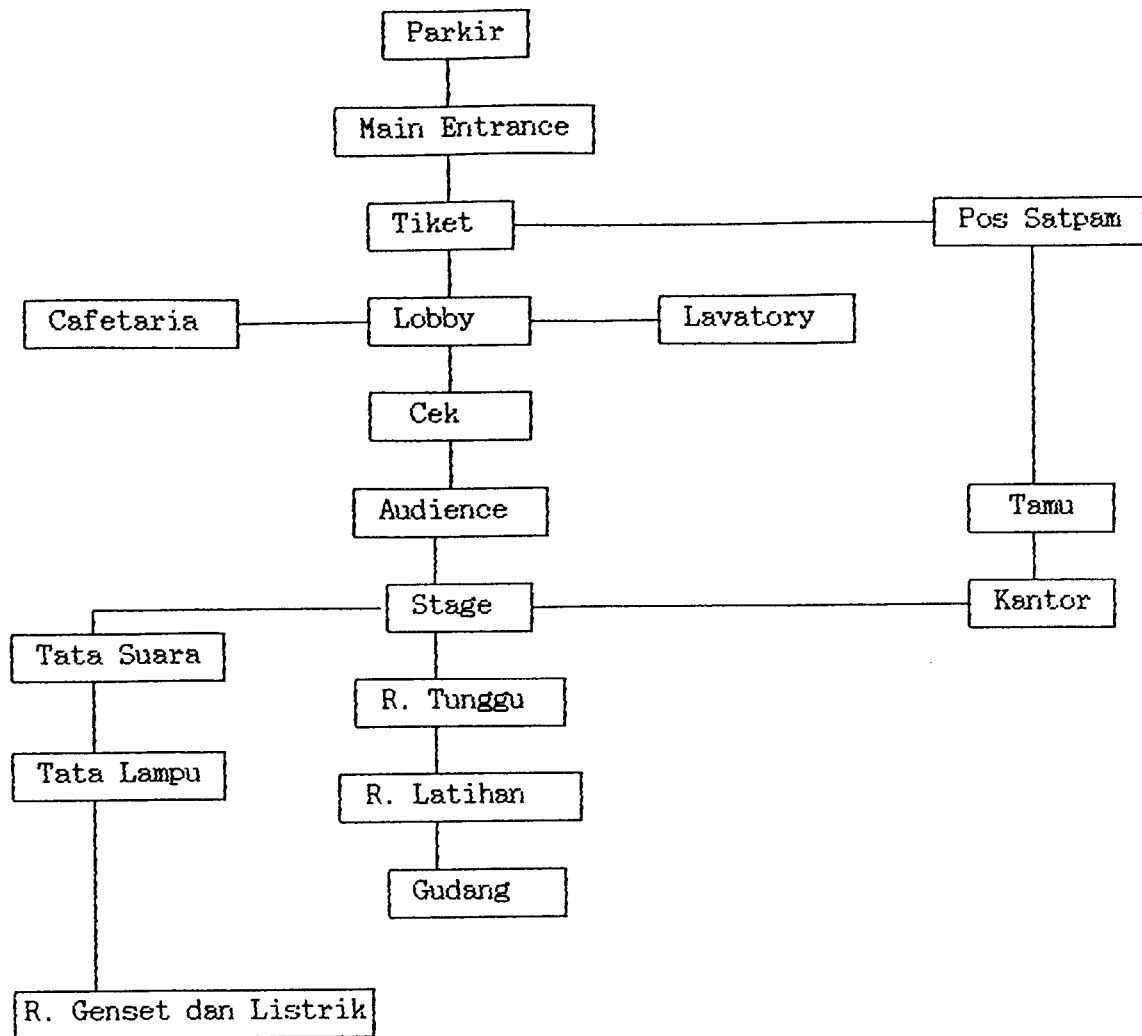 Parkir
Main Entrance
Tiket
Pos Satpam
Cafetaria
Lobby
Lavatory
Cek
Audience
Tamu
Stage
Kantor
Tata Suara
R. Tunggu
Tata Lampu
R. Latihan
Gudang
R. Genset dan Listrik